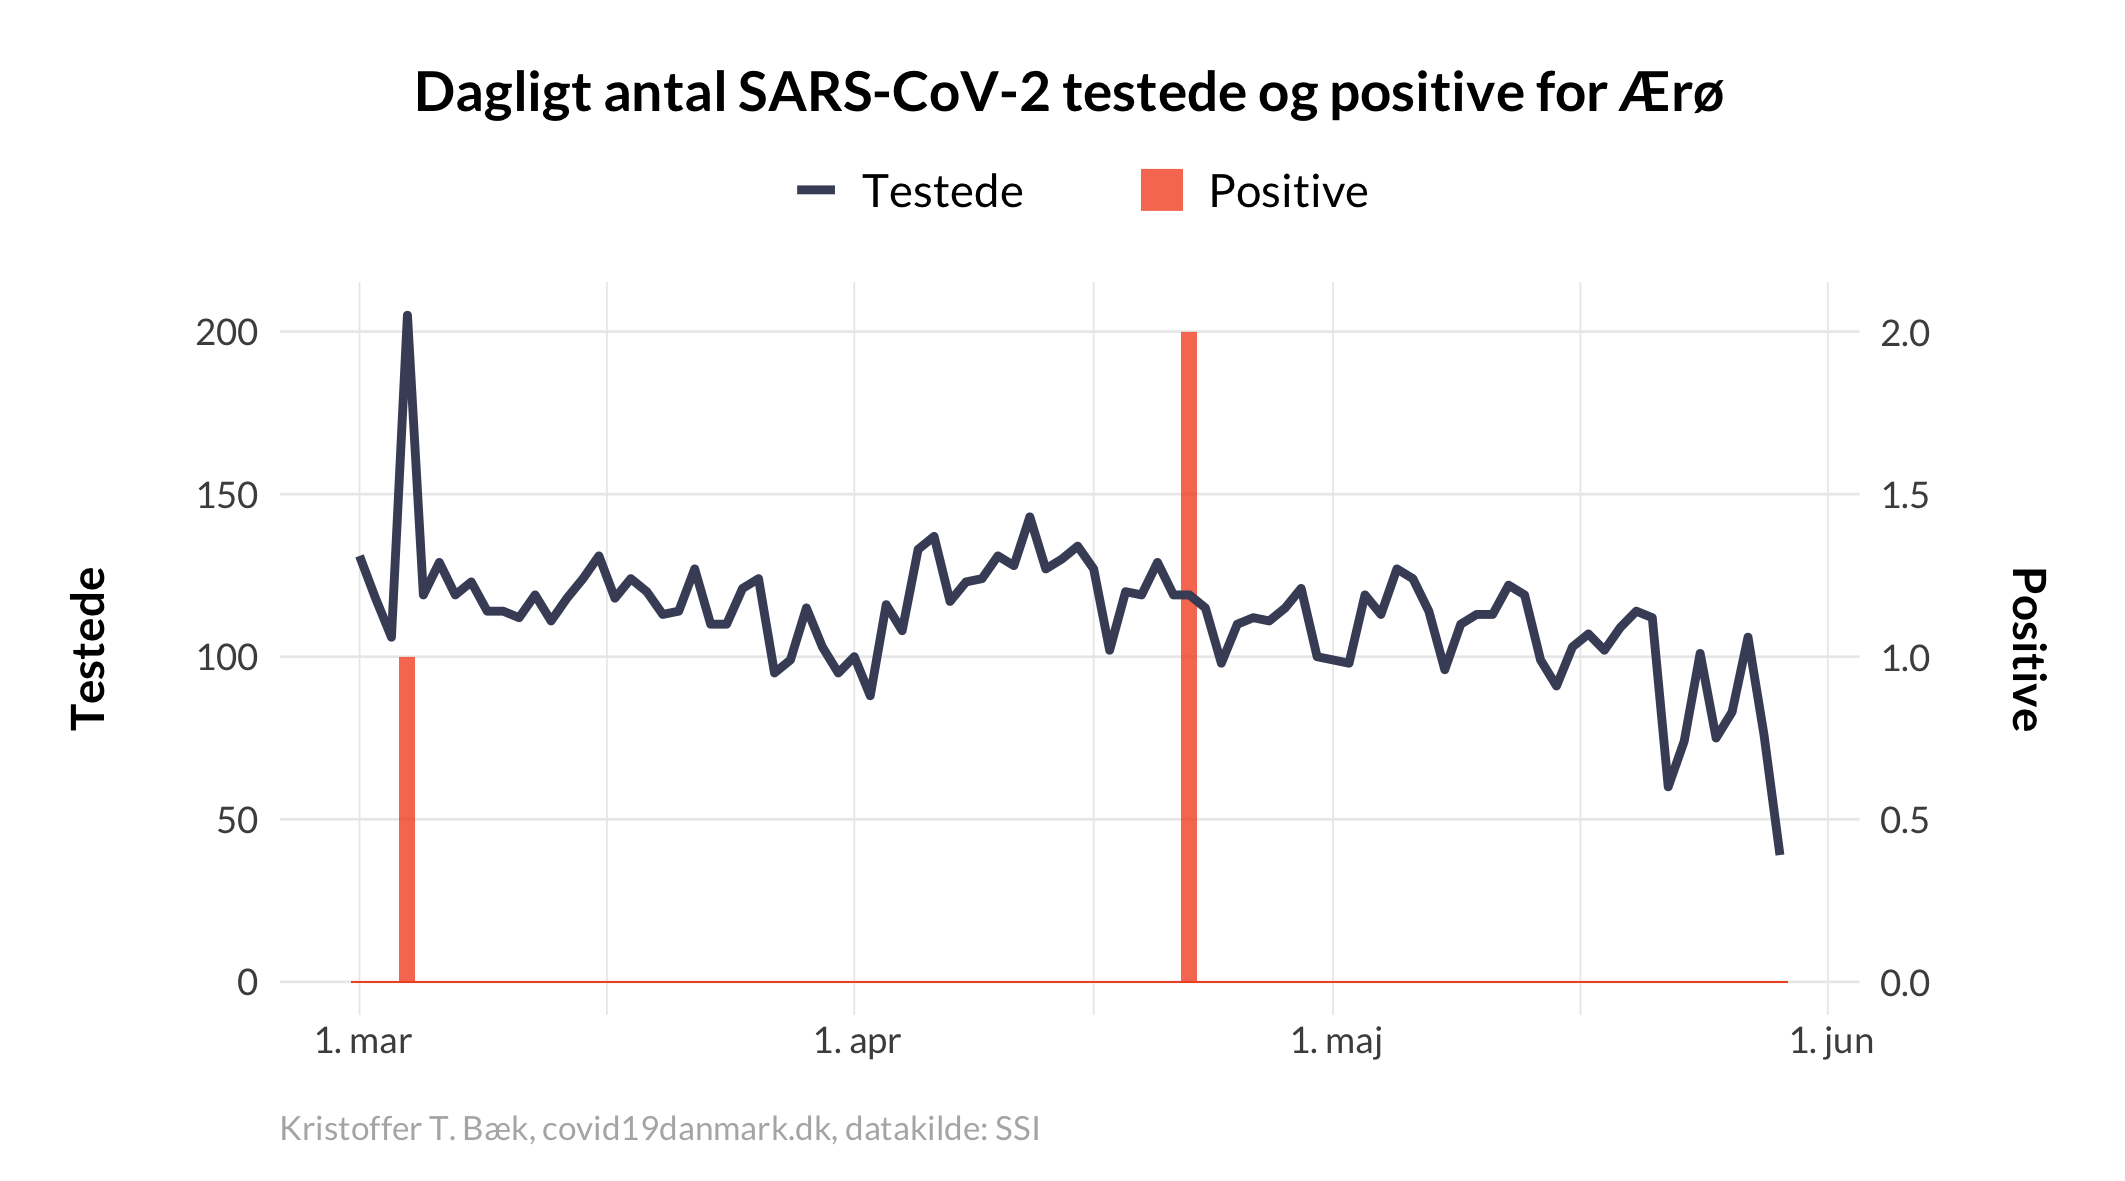 Dagligt antal SARS-CoV-2 testede og positive for Ærø
Testede
Positive
200
150
100
50
0
Testede
2.0
1.5
1.0
0.5
0.0
Positive
1. mar
1. apr
1. maj
1. jun
Kristoffer T. Bæk, covid19danmark.dk, datakilde: SSI